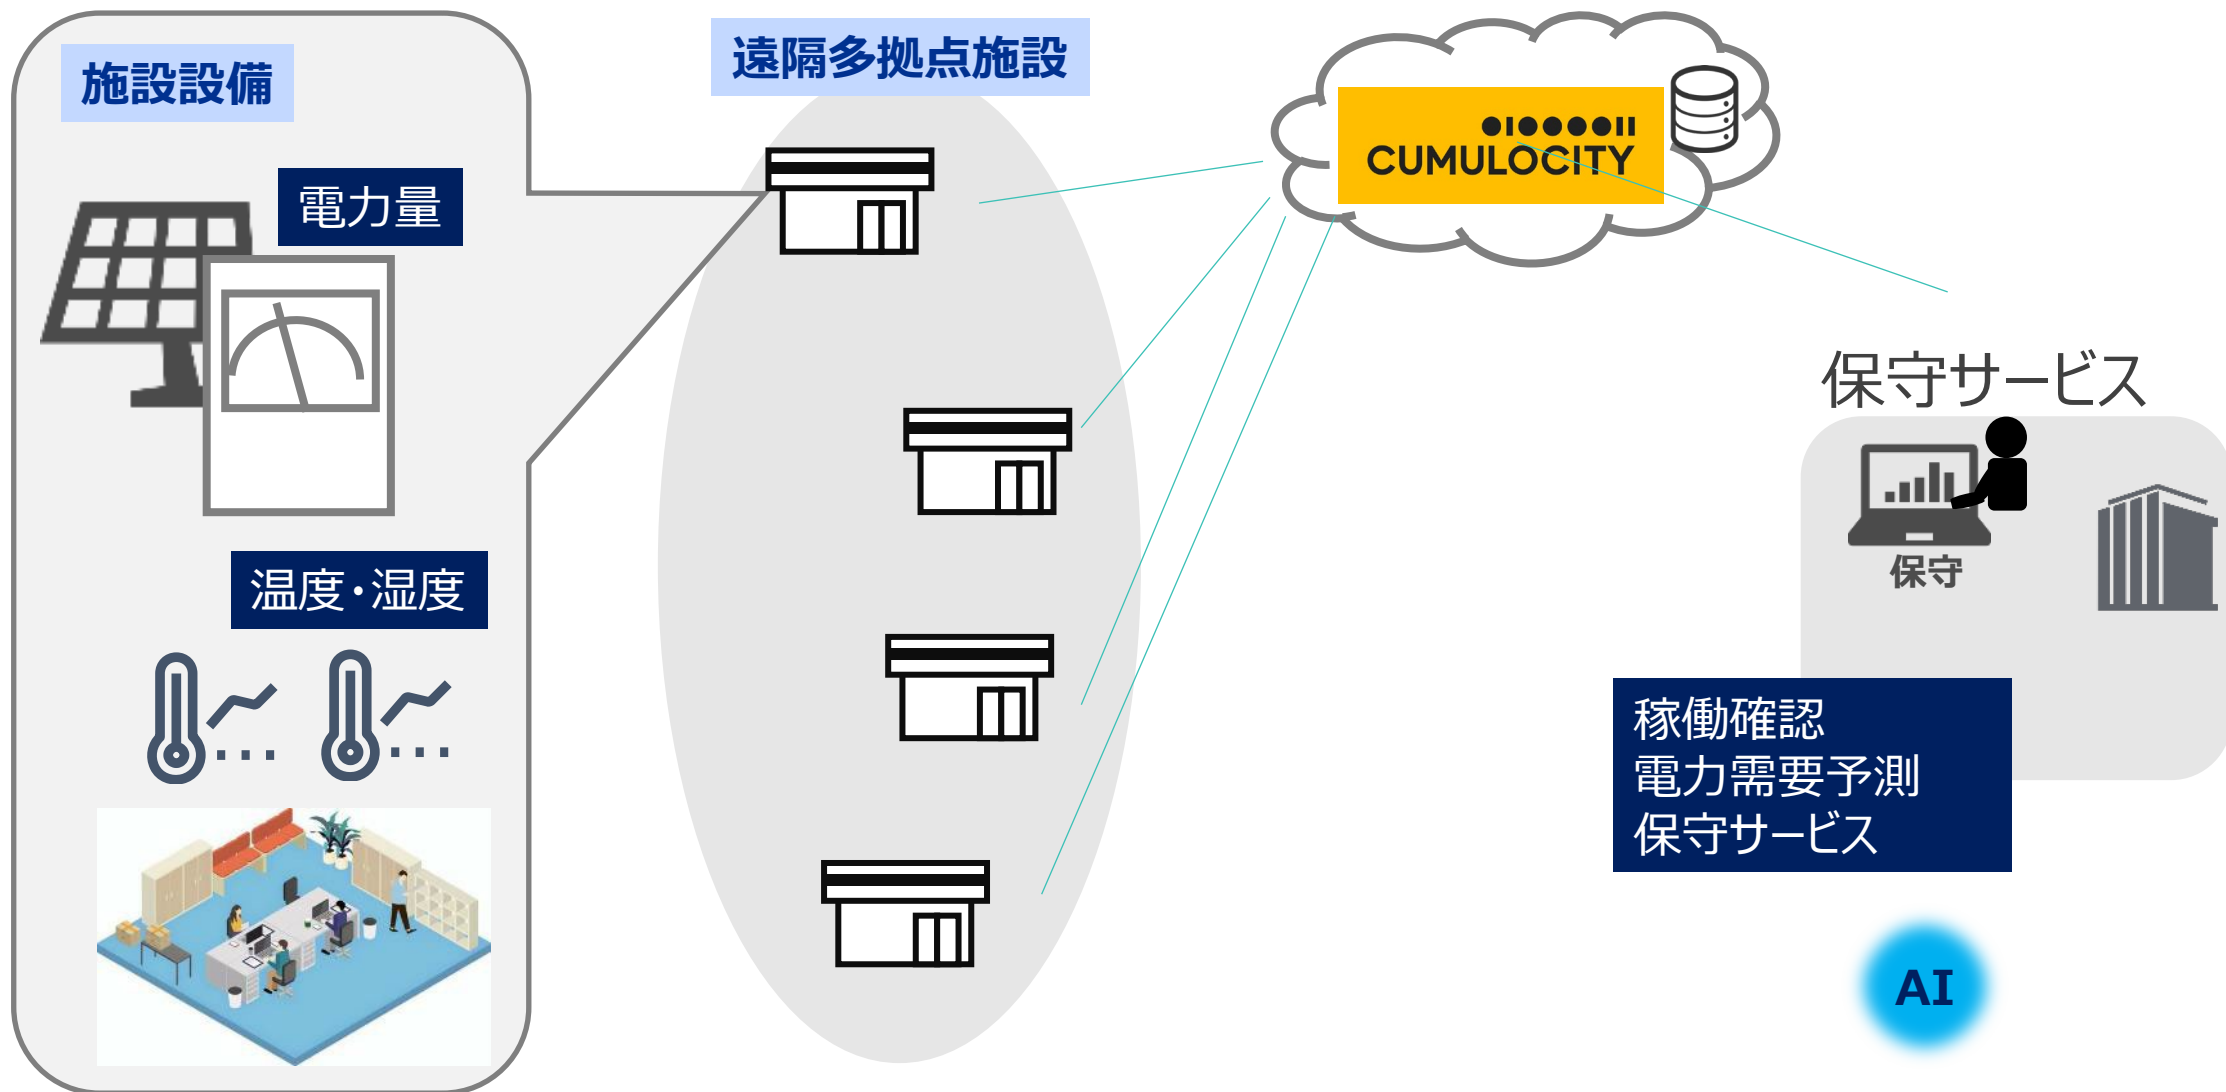 施設設備
電力量
温度・湿度
遠隔多拠点施設
CUMULOCITY
保守サービス
保守
稼働確認
電力需要予測
保守サービス
AI